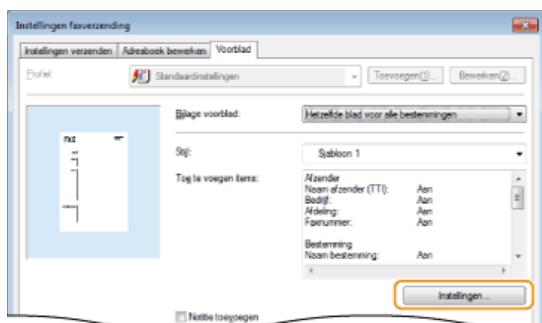 Instellingen faxverzending
Instellingen verzenden Adresboek bewerken Voorblad
Profiel: Standaardinstellingen Toevoegen(1)... Bewerken(2)...
Bijlage voorblad: Hetzelfde blad voor alle bestemmingen
FAX
Stijl: Sjabloon 1
Toe te voegen items: Afzender
Naam afzender (TTI): Aan
Bedrijf: Aan
Afdeling: Aan
Faxnummer: Aan
Bestemming
Naam bestemming: Aan
Instellingen...
Notitie toevoegen